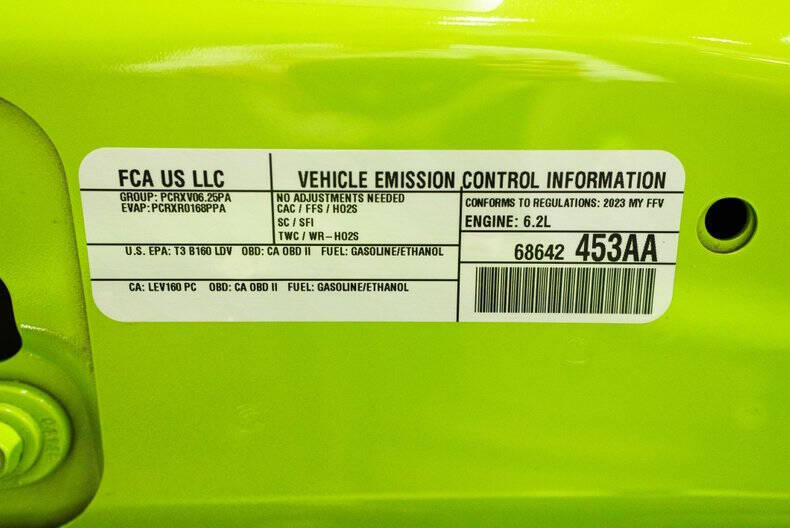 FCA US LLC
VEHICLE EMISSION CONTROL INFORMATION
GROUP: PCRXV06.25PA
EVAP: PCRXR0168PPA
NO ADJUSTMENTS NEEDED
CAC / FFS / HO2S
SC / SFI
TWC / WR-HO2S
CONFORMS TO REGULATIONS: 2023 MY FFV
ENGINE: 6.2L
U.S. EPA: T3 B160 LDV OBD: CA OBD II FUEL: GASOLINE/ETHANOL
68642 453AA
CA: LEV160 PC OBD: CA OBD II FUEL: GASOLINE/ETHANOL